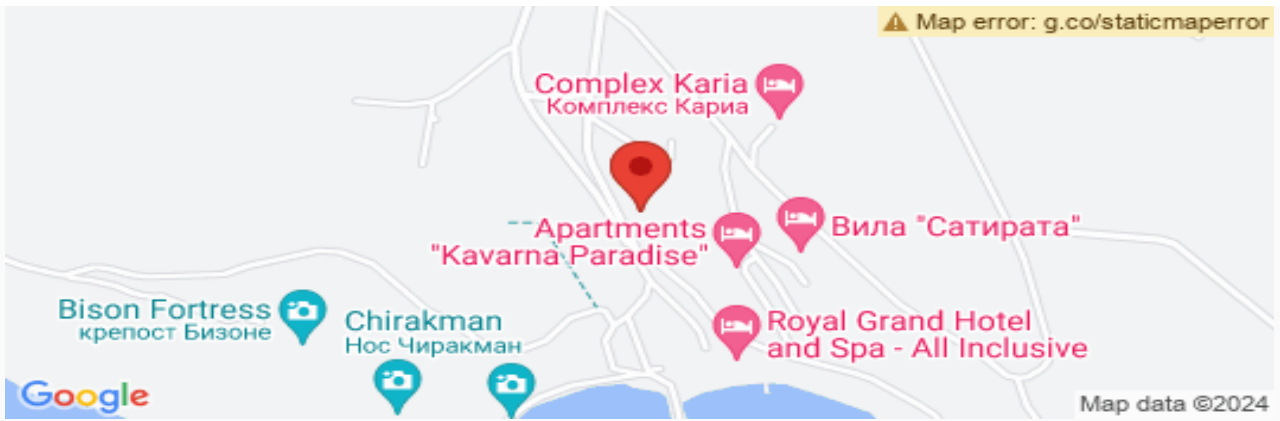 Map error: g.co/staticmaperror
Complex Karia
Комплекс Кариа
Apartments
"Kavarna Paradise"
Вила "Сатирата"
Bison Fortress
крепост Бизоне
Chirakman
Нос Чиракман
Royal Grand Hotel
and Spa - All Inclusive
Google
Map data ©2024